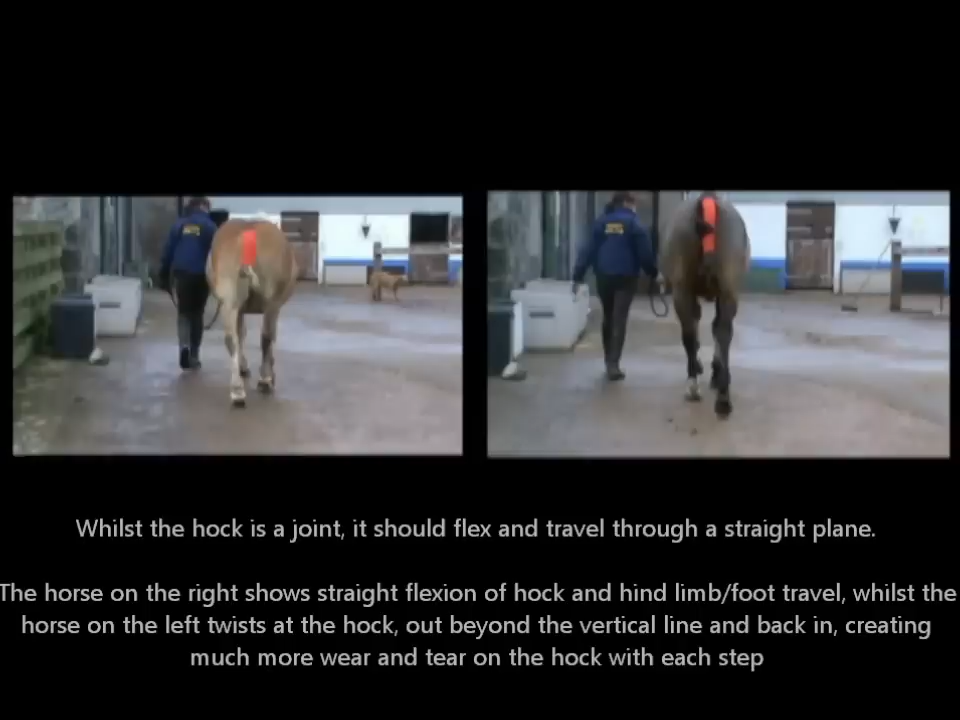 Whilst the hock is a joint, it should flex and travel through a straight plane.
The horse on the right shows straight flexion of hock and hind limb/foot travel, whilst the
horse on the left twists at the hock, out beyond the vertical line and back in, creating
much more wear and tear on the hock with each step